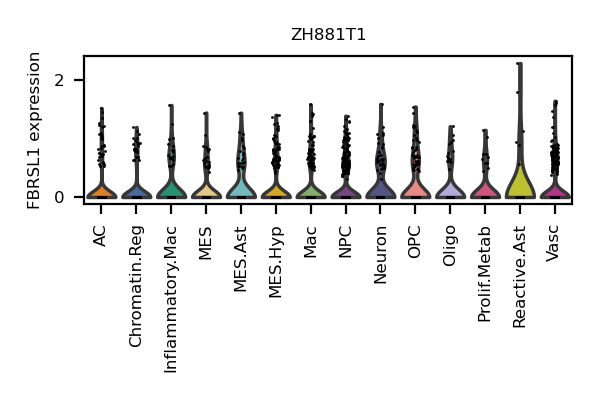 ZH881T1
FBRSL1 expression
2
0
AC
Chromatin.Reg
Inflammatory.Mac
MES
MES.Ast
MES.Hyp
Mac
NPC
Neuron
OPC
Oligo
Prolif.Metab
Reactive.Ast
Vasc